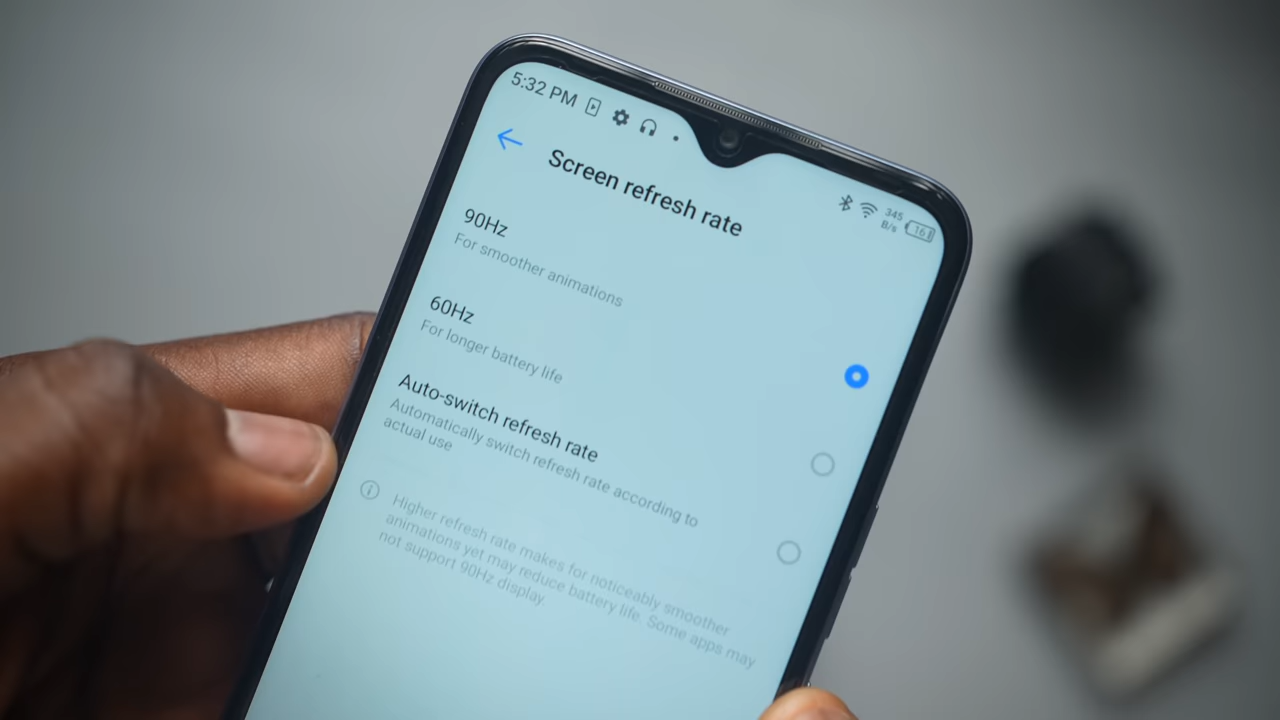 5:32 PM
345
B/s
16
Screen refresh rate
90Hz
For smoother animations
60Hz
For longer battery life
Auto-switch refresh rate
Automatically switch refresh rate according to
actual use
Higher refresh rate makes for noticeably smoother
animations yet may reduce battery life. Some apps may
not support 90Hz display.